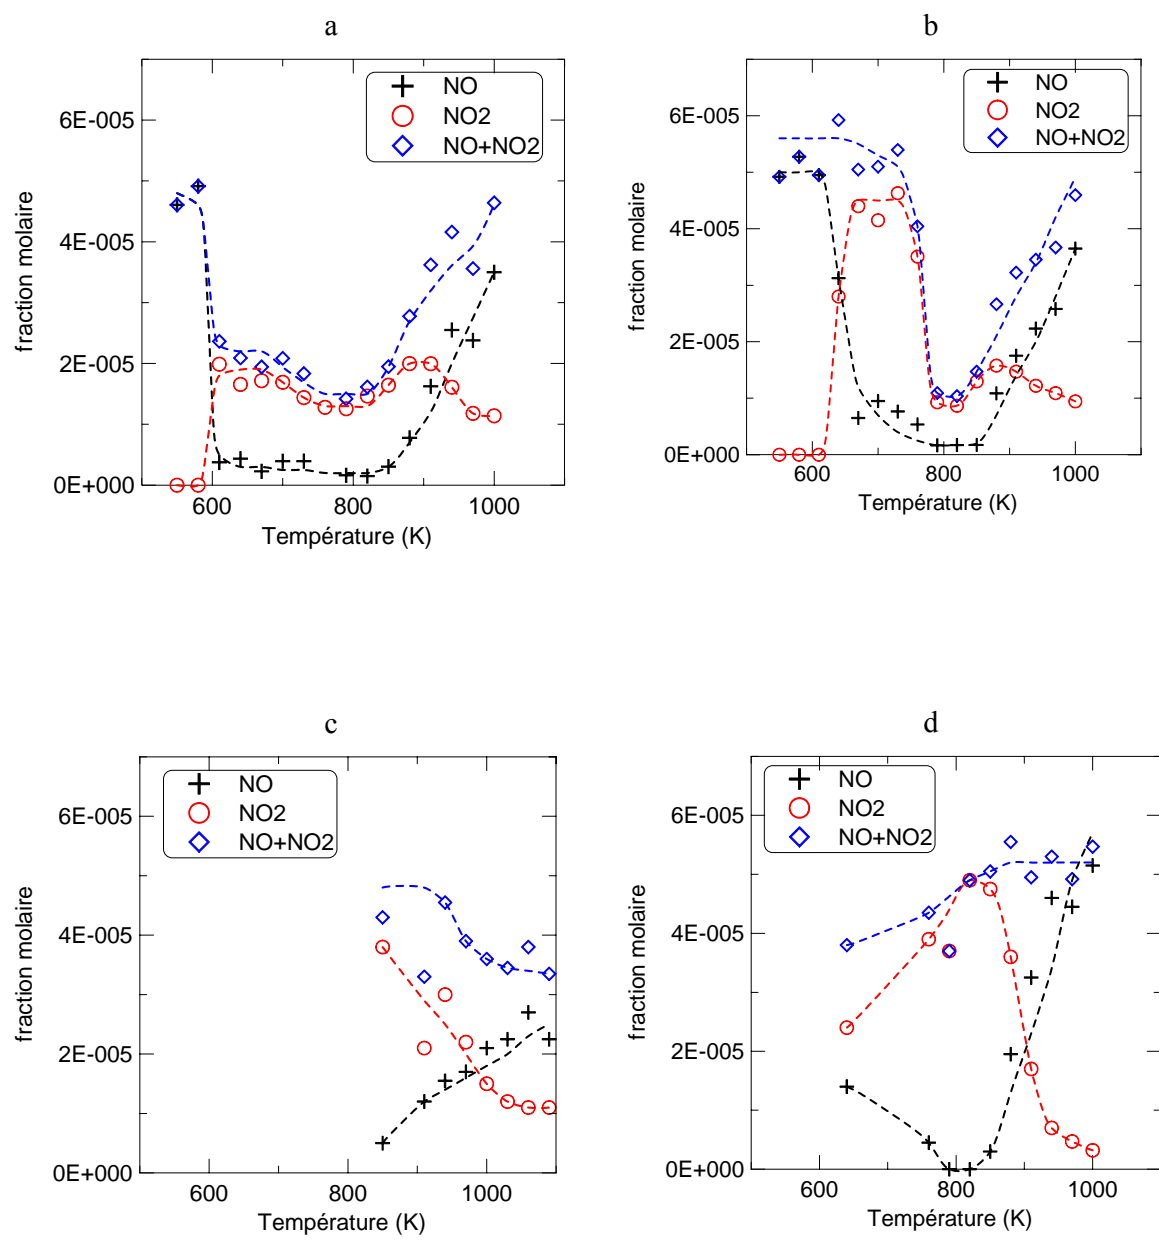 a
NO
NO2
NO+NO2
6E-005
4E-005
2E-005
0E+000
fraction molaire
600
800
1000
Température (K)
b
NO
NO2
NO+NO2
6E-005
4E-005
2E-005
0E+000
fraction molaire
600
800
1000
Température (K)
c
NO
NO2
NO+NO2
6E-005
4E-005
2E-005
0E+000
fraction molaire
600
800
1000
Température (K)
d
NO
NO2
NO+NO2
6E-005
4E-005
2E-005
0E+000
fraction molaire
600
800
1000
Température (K)